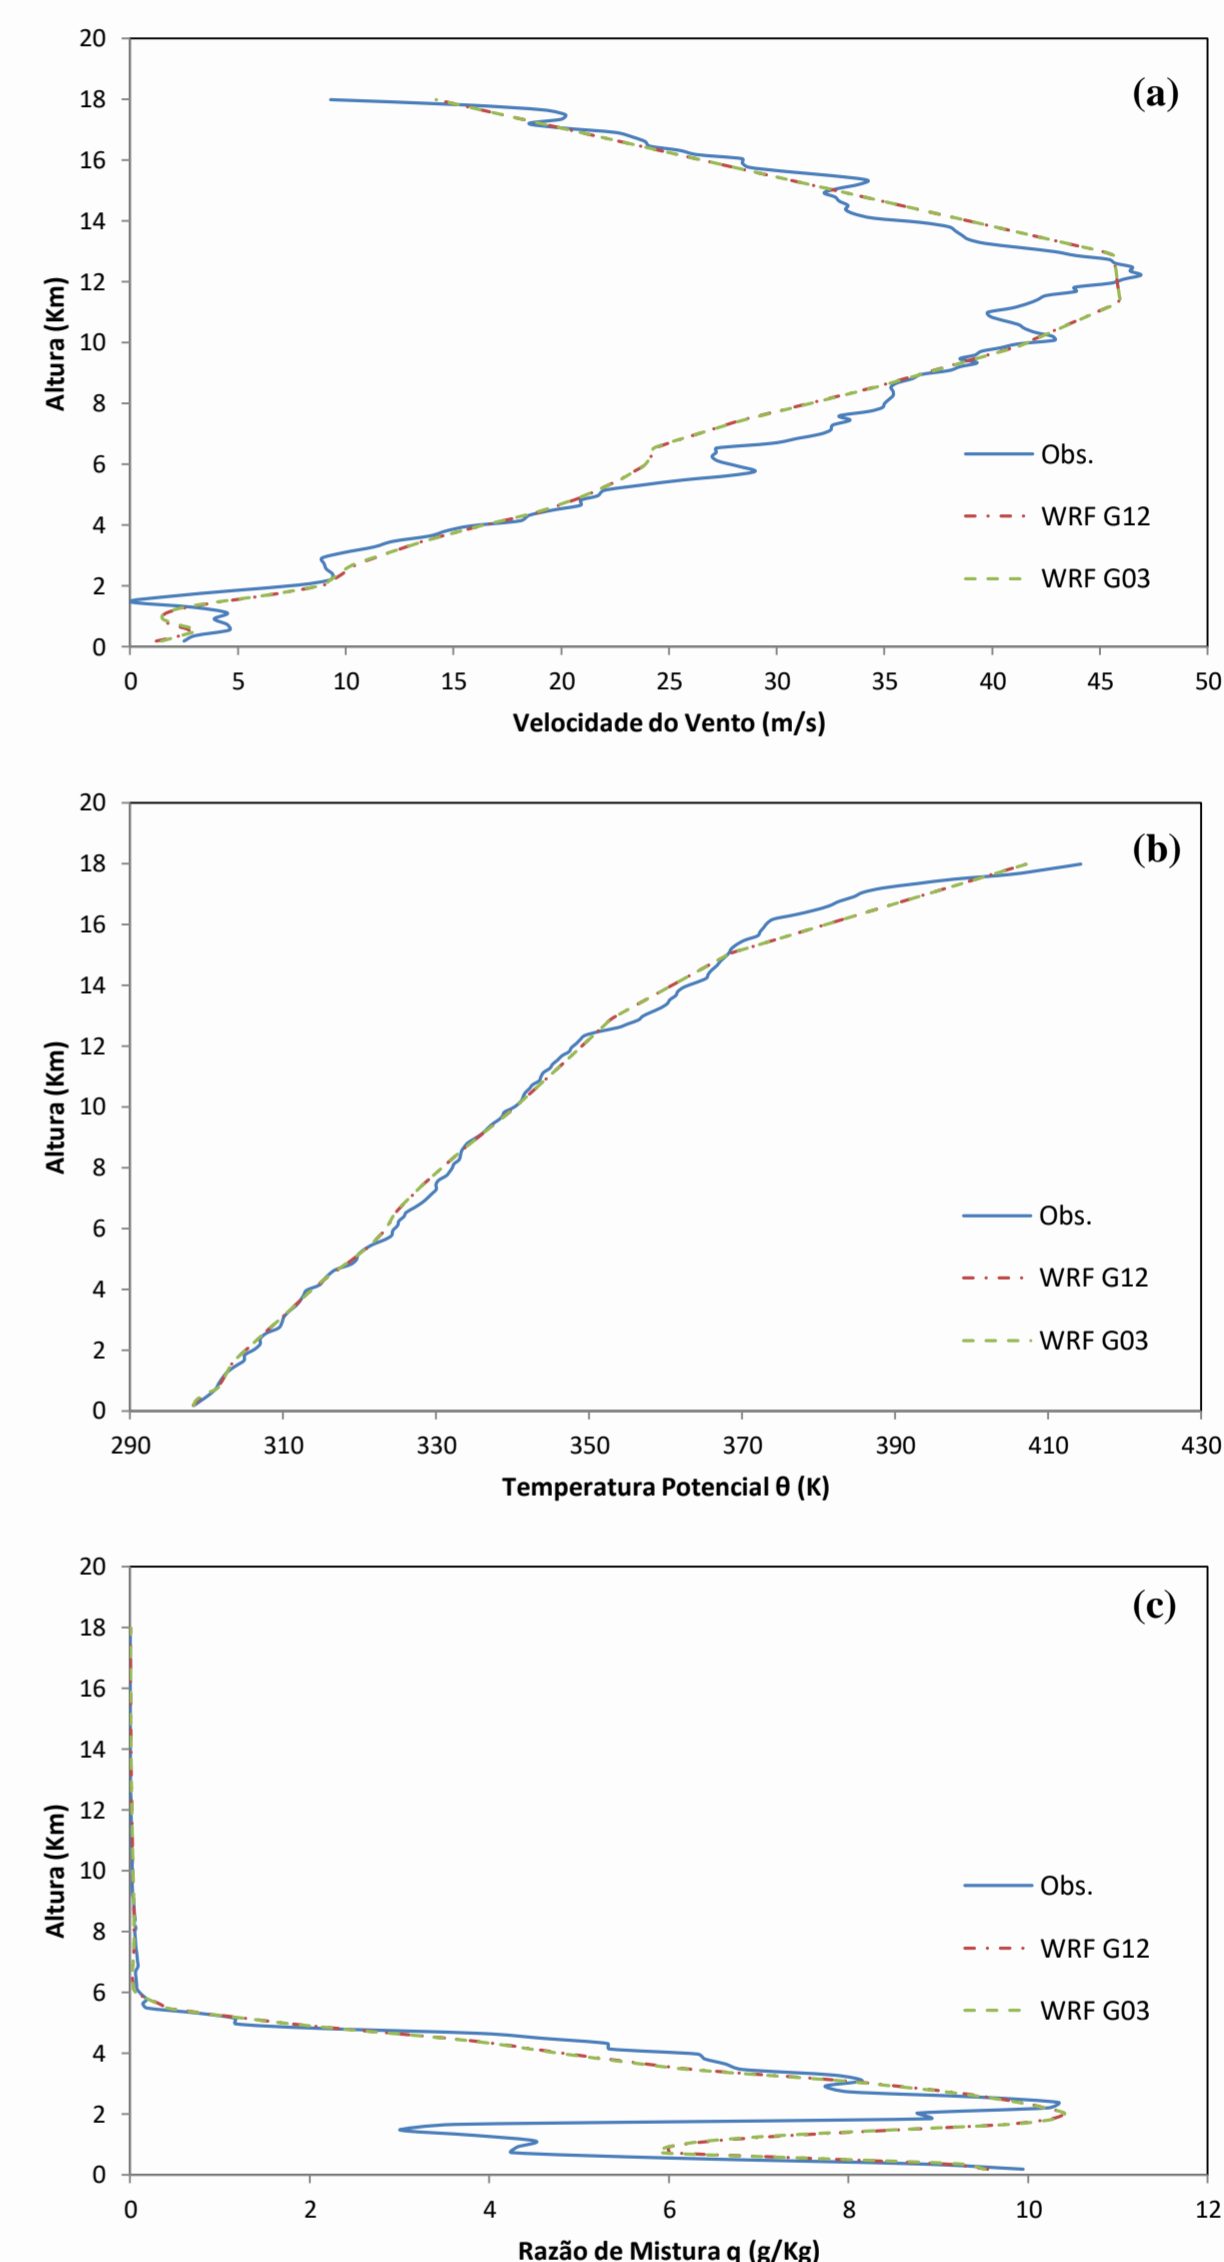 20
18
16
14
12
10
8
6
4
2
0
(a)
Altura (Km)
Obs.
WRF G12
WRF G03
0 5 10 15 20 25 30 35 40 45 50
Velocidade do Vento (m/s)
20
18
16
14
12
10
8
6
4
2
0
(b)
Altura (Km)
Obs.
WRF G12
WRF G03
290 310 330 350 370 390 410 430
Temperatura Potencial θ (K)
20
18
16
14
12
10
8
6
4
2
0
(c)
Altura (Km)
Obs.
WRF G12
WRF G03
0 2 4 6 8 10 12
Razão de Mistura q (g/Kg)